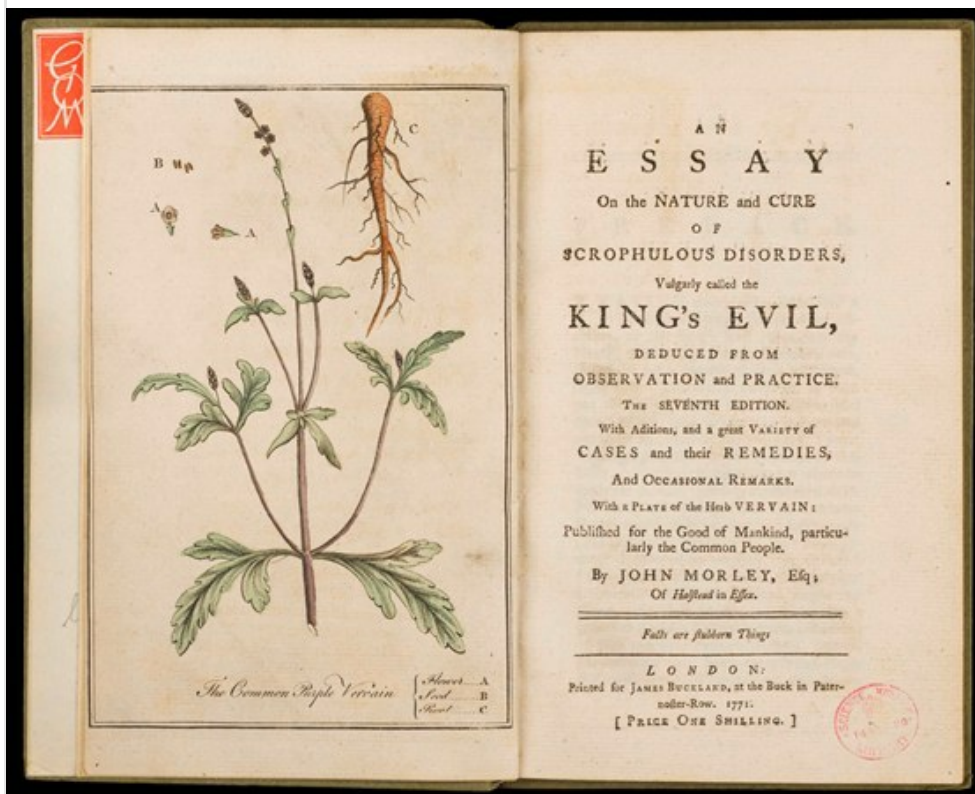 GCM
B
A
A
C
The Common Purple Vervain
Flower A
Seed B
Root C
AN
ESSAY
On the NATURE and CURE
OF
SCROPHULOUS DISORDERS,
Vulgarly called the
KING's EVIL,
DEDUCED FROM
OBSERVATION and PRACTICE.
THE SEVENTH EDITION.
With Aditions, and a great VARIETY of
CASES and their REMEDIES,
And OCCASIONAL REMARKS.
With a PLATE of the Herb VERVAIN:
Publiſhed for the Good of Mankind, particu-
larly the Common People.
By JOHN MORLEY, Eſq;
Of Halſtead in Eſſex.
Facts are ſtubborn Things
LONDON:
Printed for JAMES BUCKLAND, at the Buck in Pater-
noſter-Row. 1771.
[ PRICE ONE SHILLING. ]